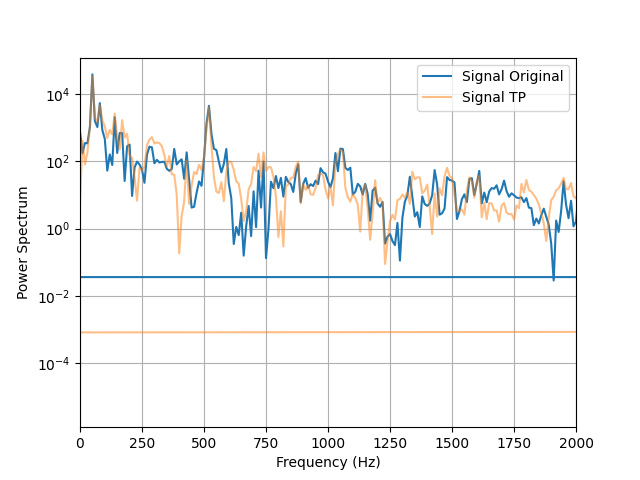 Signal Original
Signal TP
Power Spectrum
10^4
10^2
10^0
10^-2
10^-4
0 250 500 750 1000 1250 1500 1750 2000
Frequency (Hz)